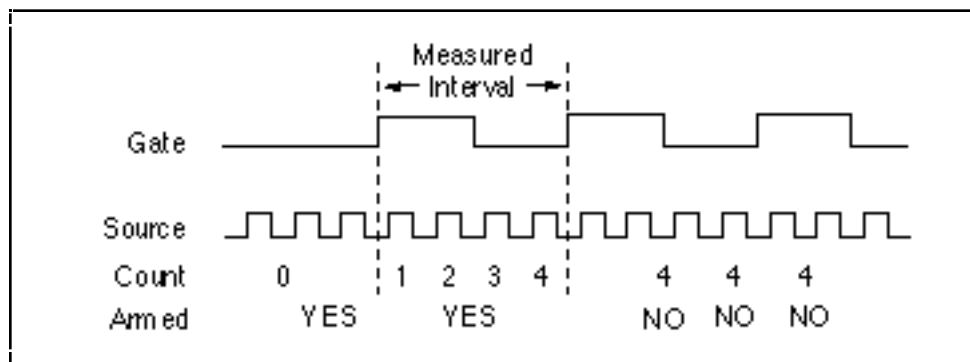 Measured
Interval
Gate
Source
Count 0 1 2 3 4 4 4 4
Armed YES YES NO NO NO